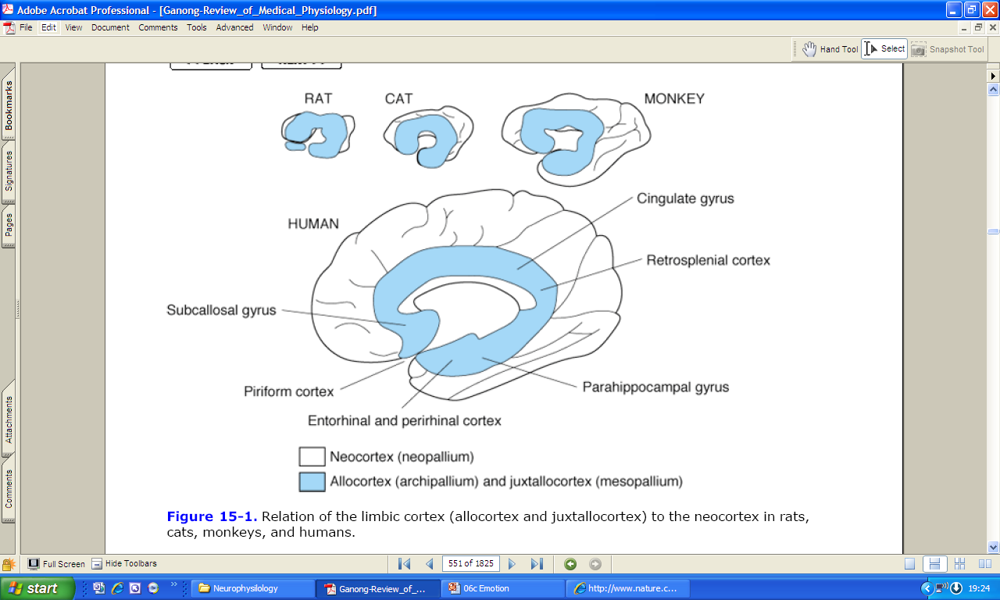 Adobe Acrobat Professional - [Ganong-Review_of_Medical_Physiology.pdf]
File Edit View Document Comments Tools Advanced Window Help
Hand Tool Select Snapshot Tool
Bookmarks
Signatures
Pages
Attachments
Comments
RAT CAT MONKEY
Cingulate gyrus
HUMAN
Retrosplenial cortex
Subcallosal gyrus
Parahippocampal gyrus
Piriform cortex
Entorhinal and perirhinal cortex
Neocortex (neopallium)
Allocortex (archipallium) and juxtallocortex (mesopallium)
Figure 15-1. Relation of the limbic cortex (allocortex and juxtallocortex) to the neocortex in rats,
cats, monkeys, and humans.
Full Screen Hide Toolbars 551 of 1825
start Neurophysilology Ganong-Review_of_... 06c Emotion http://www.nature.c... 19:24